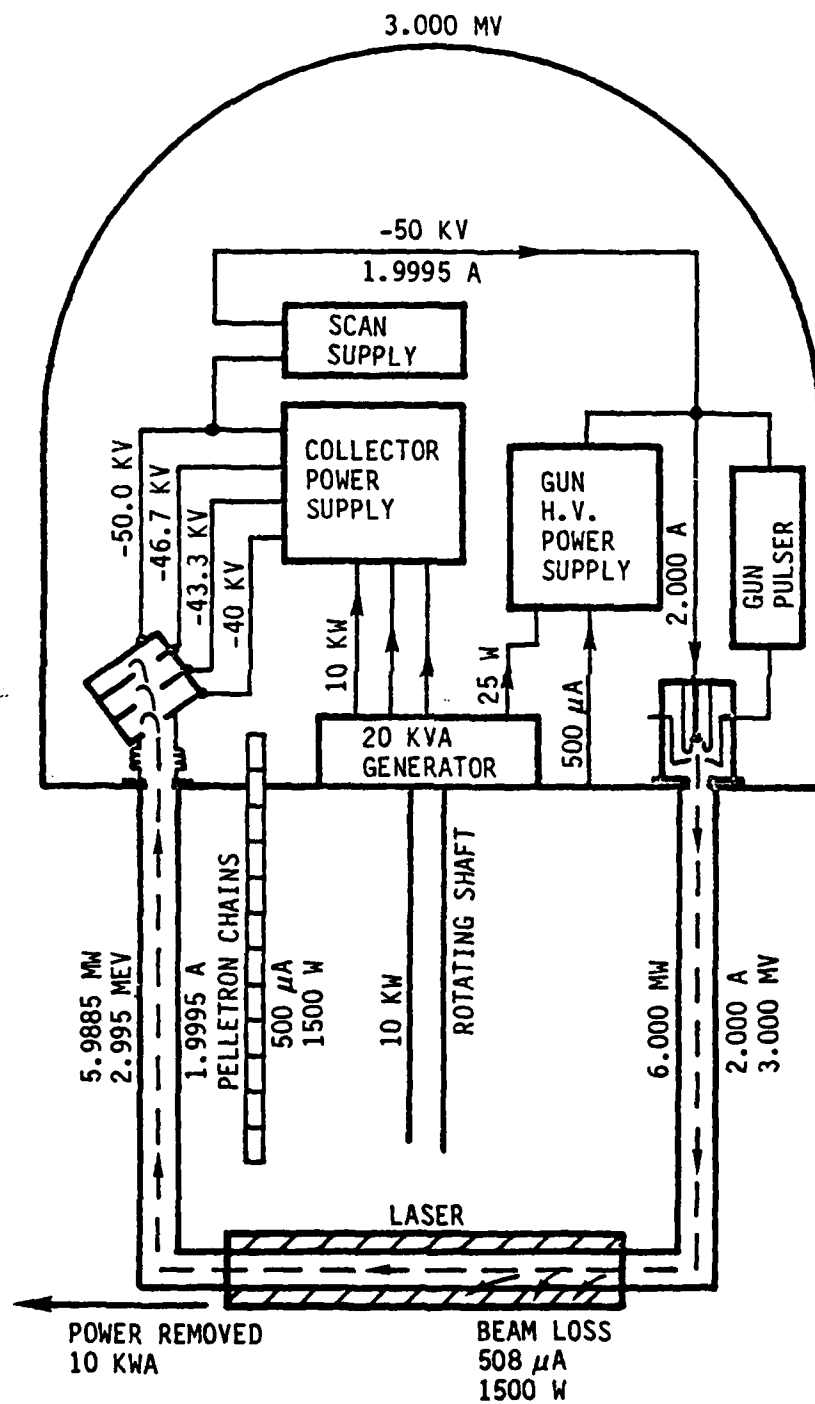 3.000 MV
-50 KV
1.9995 A
SCAN
SUPPLY
COLLECTOR
POWER
SUPPLY
GUN
H.V.
POWER
SUPPLY
GUN
PULSER
-50.0 KV
-46.7 KV
-43.3 KV
-40 KV
10 KW
25 W
500 µA
2.000 A
20 KVA
GENERATOR
5.9885 MW
2.995 MEV
1.9995 A
PELLETRON CHAINS
500 µA
1500 W
10 KW
ROTATING SHAFT
6.000 MW
2.000 A
3.000 MV
LASER
POWER REMOVED
10 KWA
BEAM LOSS
508 µA
1500 W